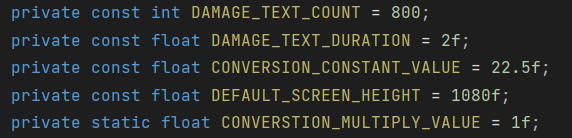 private const int DAMAGE_TEXT_COUNT = 800;
private const float DAMAGE_TEXT_DURATION = 2f;
private const float CONVERSION_CONSTANT_VALUE = 22.5f;
private const float DEFAULT_SCREEN_HEIGHT = 1080f;
private static float CONVERSTION_MULTIPLY_VALUE = 1f;